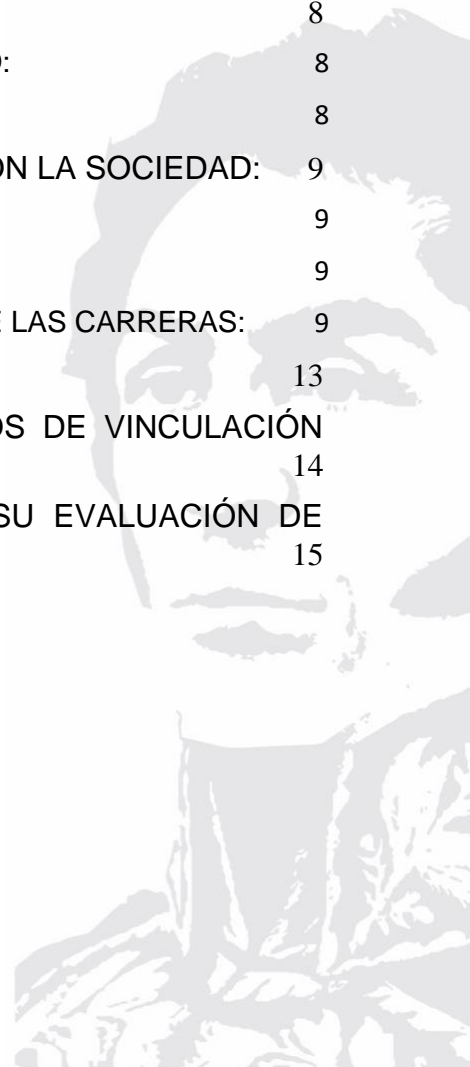 8
: 8
8
ON LA SOCIEDAD: 9
9
9
E LAS CARRERAS: 9
13
OS DE VINCULACIÓN
14
SU EVALUACIÓN DE
15